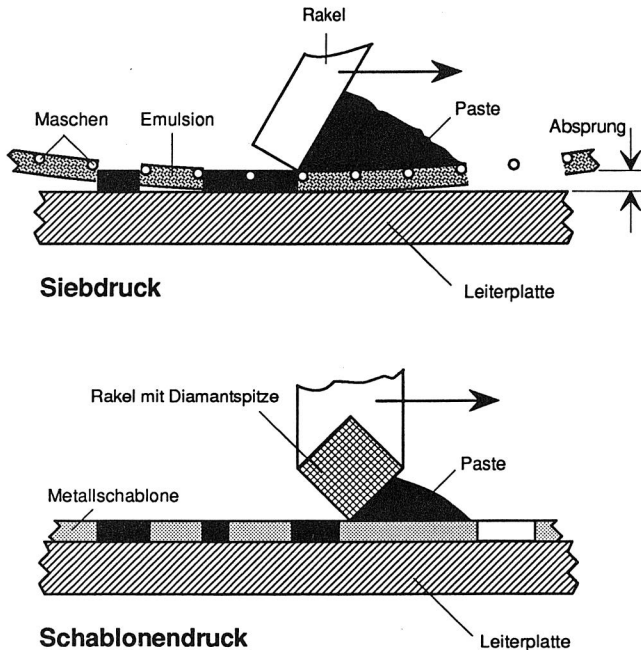 Rakel
Maschen
Emulsion
Paste
Absprung
Siebdruck
Leiterplatte
Rakel mit Diamantspitze
Paste
Metallschablone
Schablonendruck
Leiterplatte